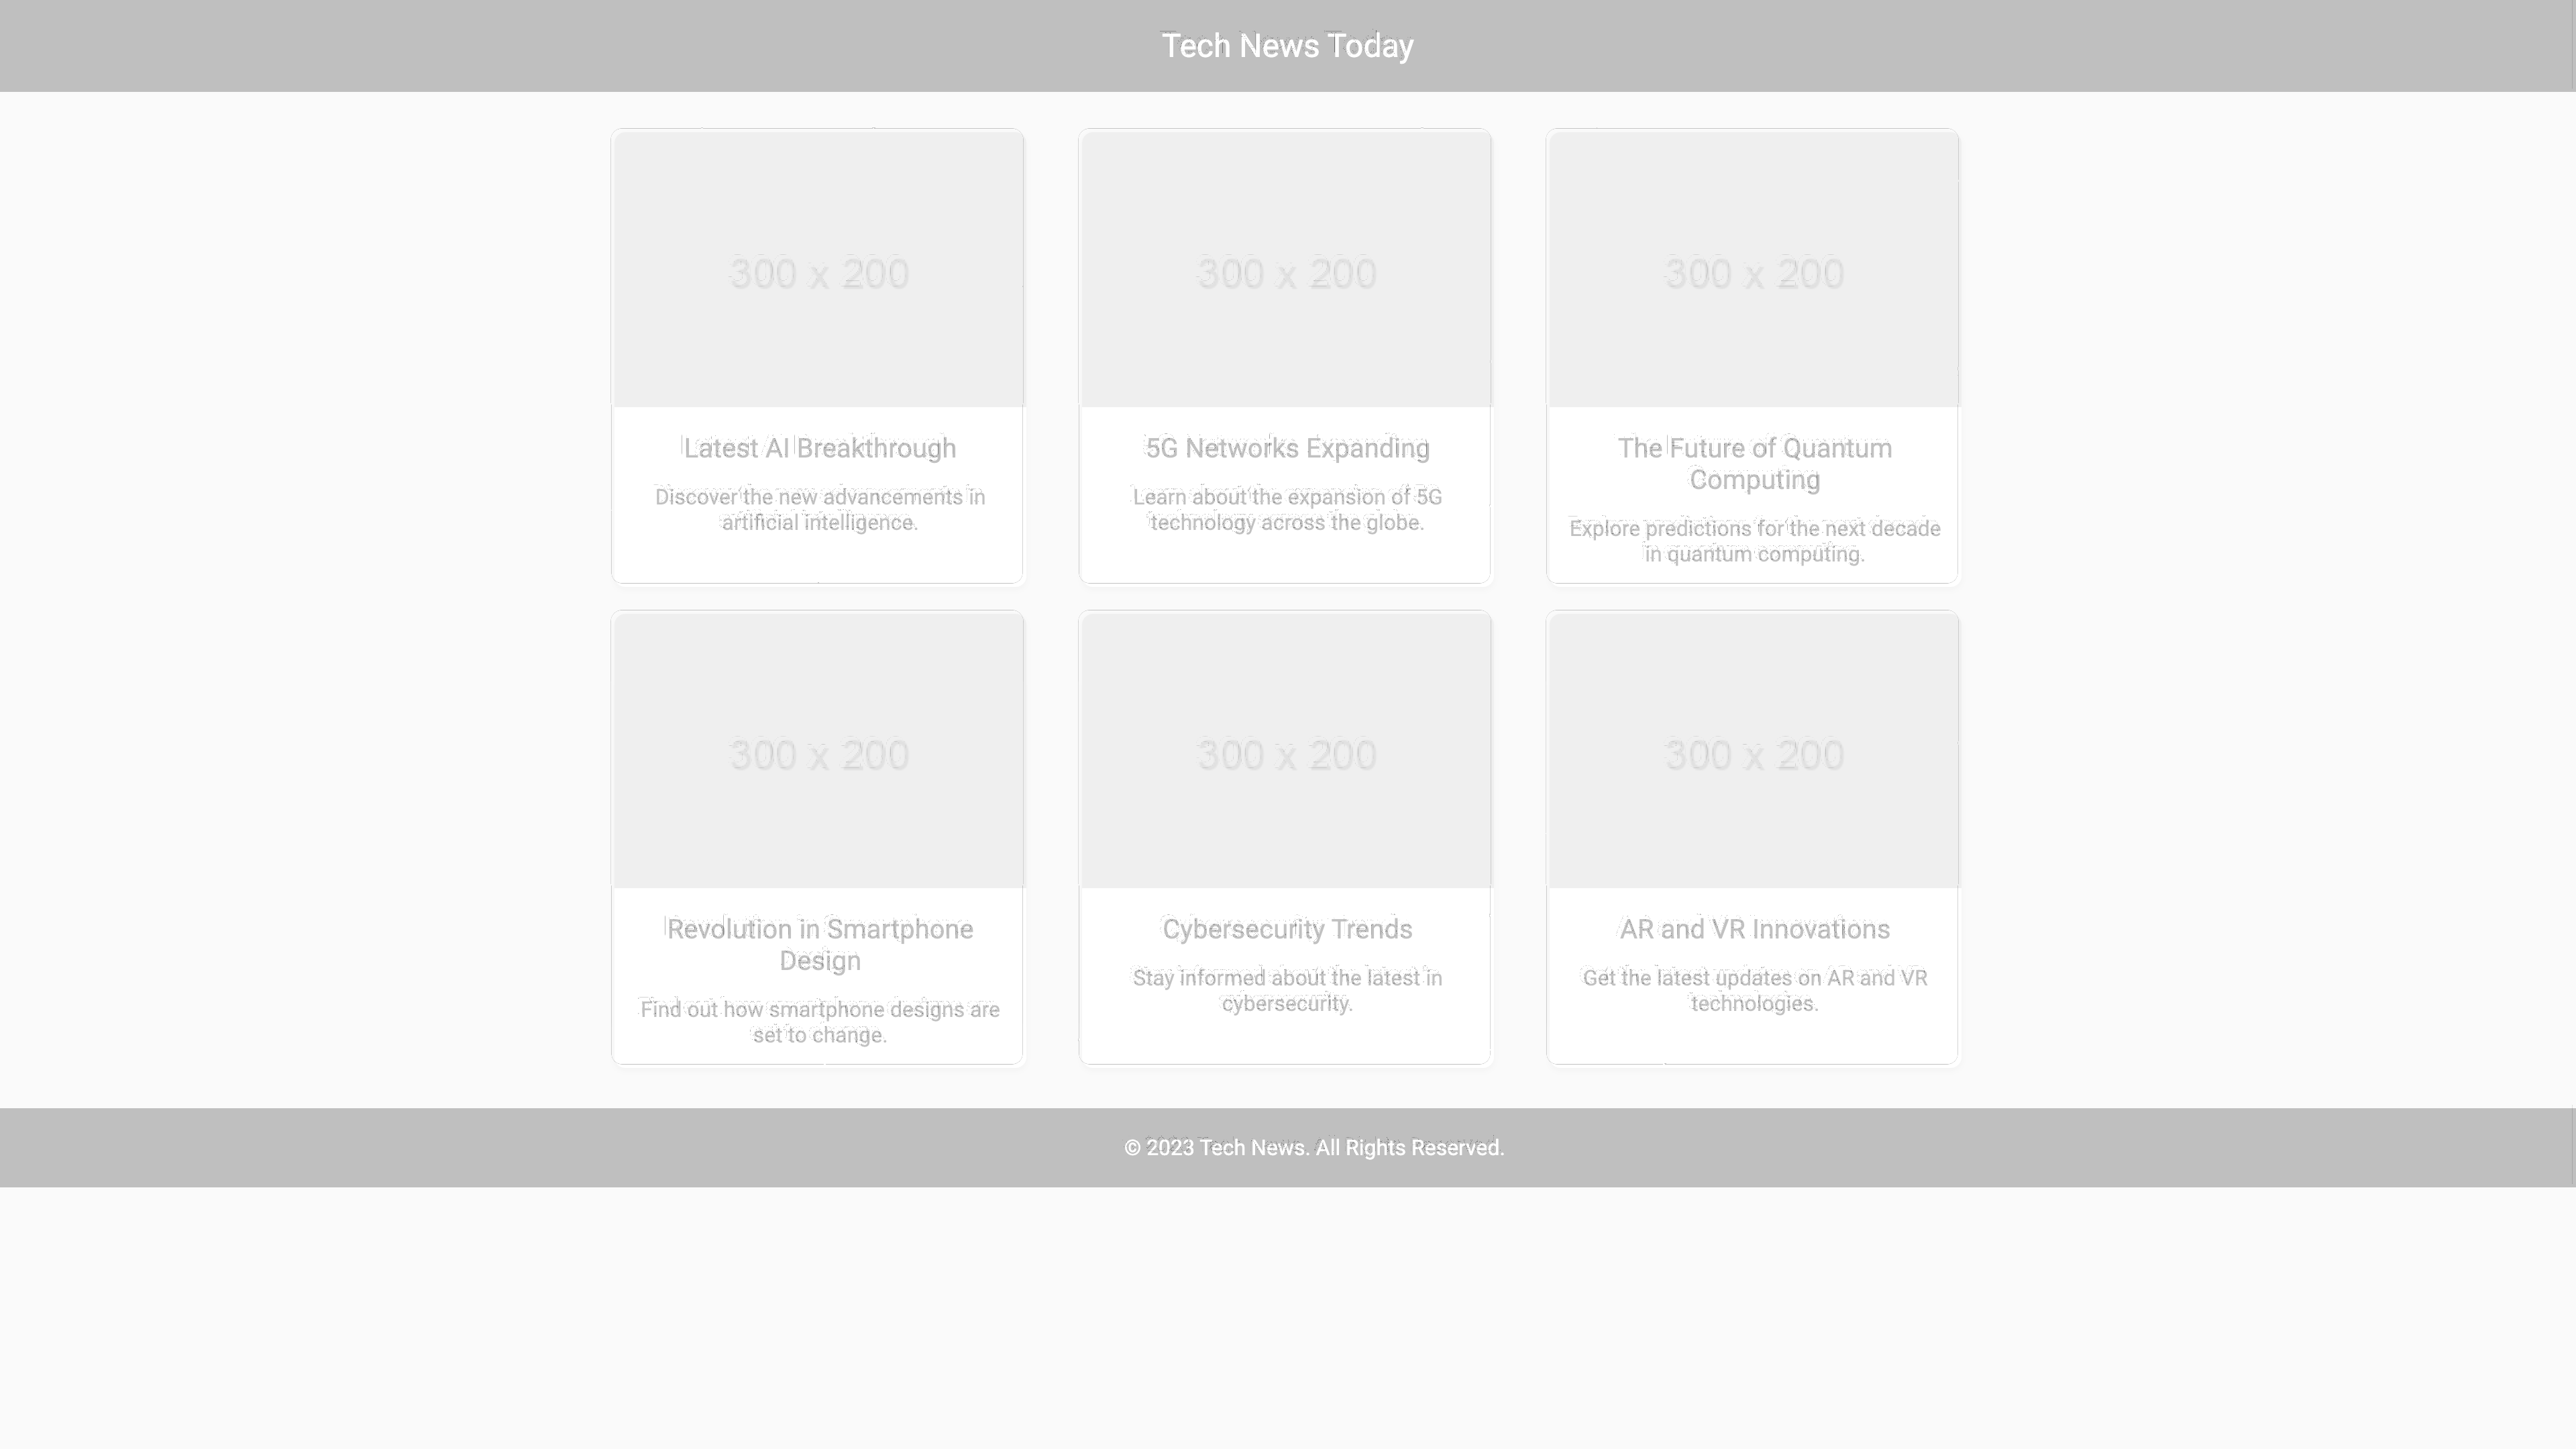 Tech News Today
300 x 200
300 x 200
300 x 200
Latest AI Breakthrough
Discover the new advancements in
artificial intelligence.
5G Networks Expanding
Learn about the expansion of 5G
technology across the globe.
The Future of Quantum
Computing
Explore predictions for the next decade
in quantum computing.
300 x 200
300 x 200
300 x 200
Revolution in Smartphone
Design
Find out how smartphone designs are
set to change.
Cybersecurity Trends
Stay informed about the latest in
cybersecurity.
AR and VR Innovations
Get the latest updates on AR and VR
technologies.
© 2023 Tech News. All Rights Reserved.